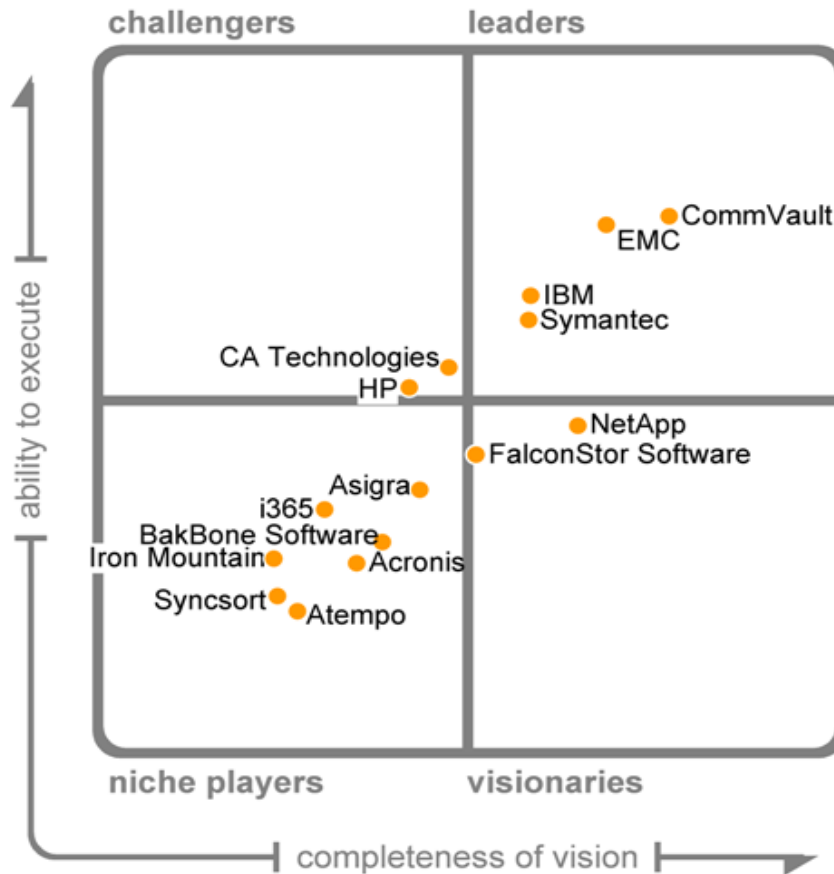 challengers
leaders
CommVault
EMC
IBM
Symantec
CA Technologies
HP
NetApp
FalconStor Software
Asigra
i365
BakBone Software
Iron Mountain
Acronis
Syncsort
Atempo
niche players
visionaries
ability to execute
completeness of vision